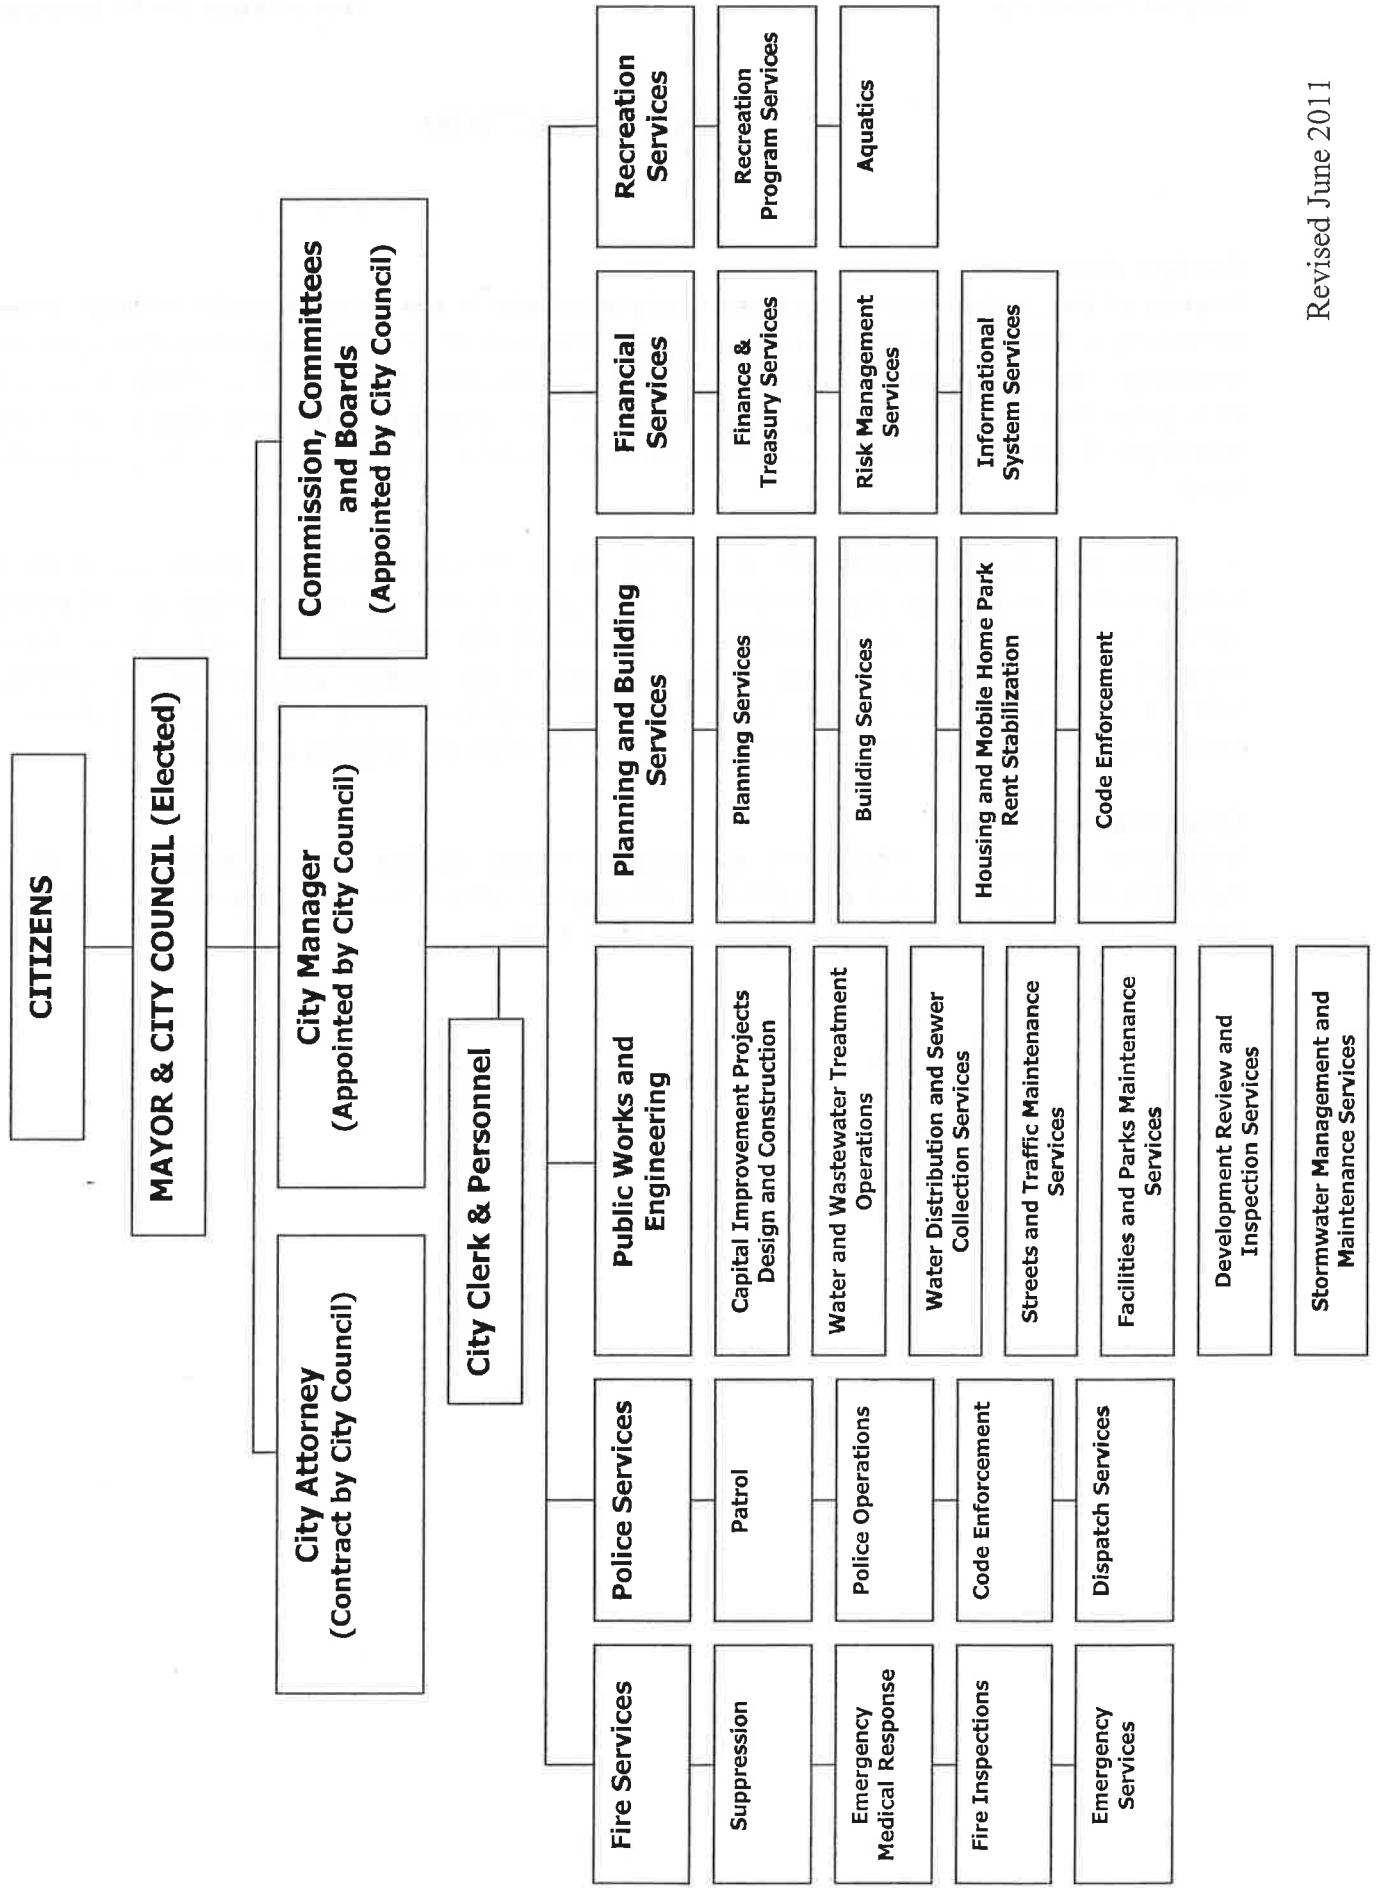 CITIZENS
MAYOR & CITY COUNCIL (Elected)
City Attorney
(Contract by City Council)
City Manager
(Appointed by City Council)
Commission, Committees
and Boards
(Appointed by City Council)
City Clerk & Personnel
Fire Services
Suppression
Emergency
Medical Response
Fire Inspections
Emergency
Services
Police Services
Patrol
Police Operations
Code Enforcement
Dispatch Services
Public Works and
Engineering
Capital Improvement Projects
Design and Construction
Water and Wastewater Treatment
Operations
Water Distribution and Sewer
Collection Services
Streets and Traffic Maintenance
Services
Facilities and Parks Maintenance
Services
Development Review and
Inspection Services
Stormwater Management and
Maintenance Services
Planning and Building
Services
Planning Services
Building Services
Housing and Mobile Home Park
Rent Stabilization
Code Enforcement
Financial
Services
Finance &
Treasury Services
Risk Management
Services
Informational
System Services
Recreation
Services
Recreation
Program Services
Aquatics
Revised June 2011